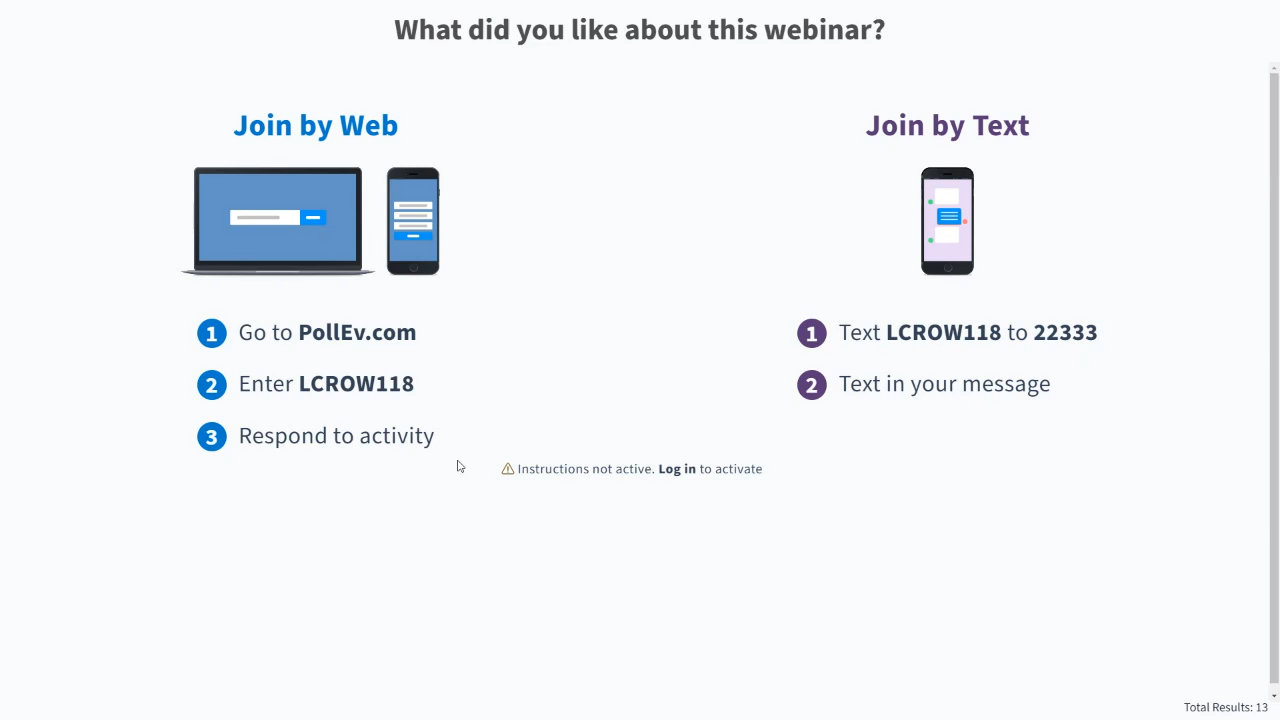 What did you like about this webinar?
Join by Web
1 Go to PollEv.com
2 Enter LCROW118
3 Respond to activity
Join by Text
1 Text LCROW118 to 22333
2 Text in your message
Instructions not active. Log in to activate
Total Results: 13